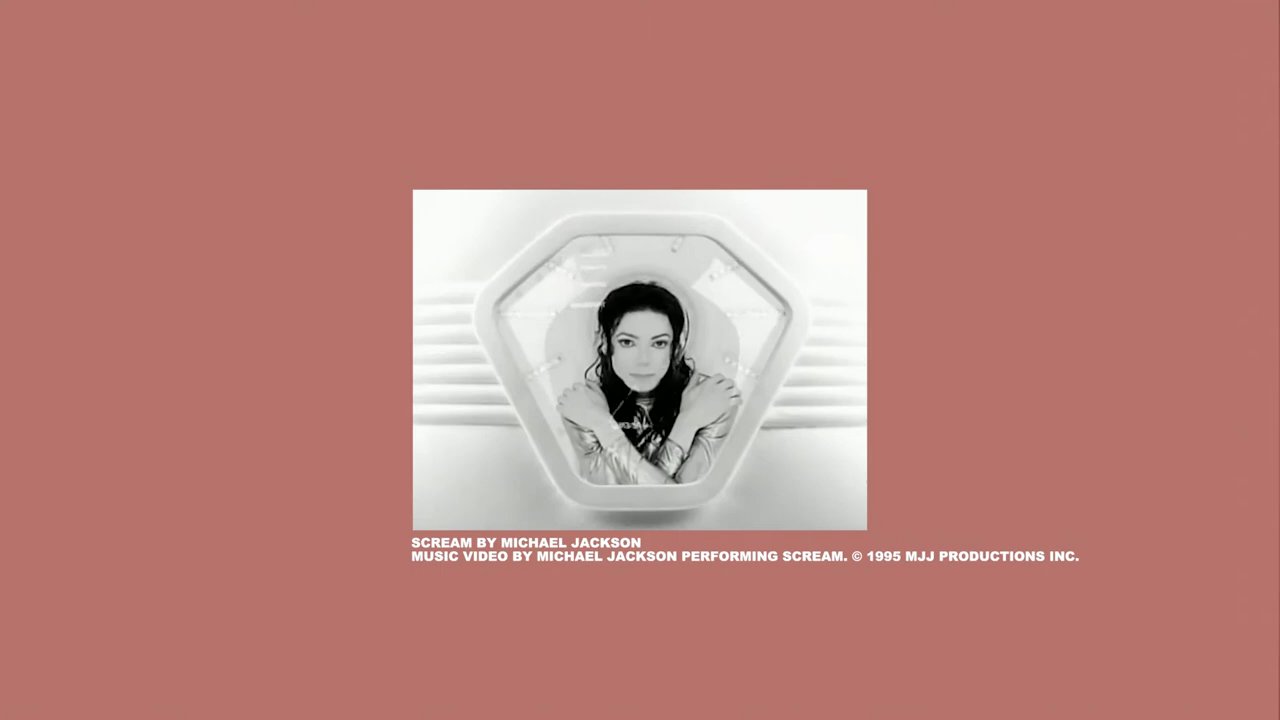 SCREAM BY MICHAEL JACKSON
MUSIC VIDEO BY MICHAEL JACKSON PERFORMING SCREAM. © 1995 MJJ PRODUCTIONS INC.